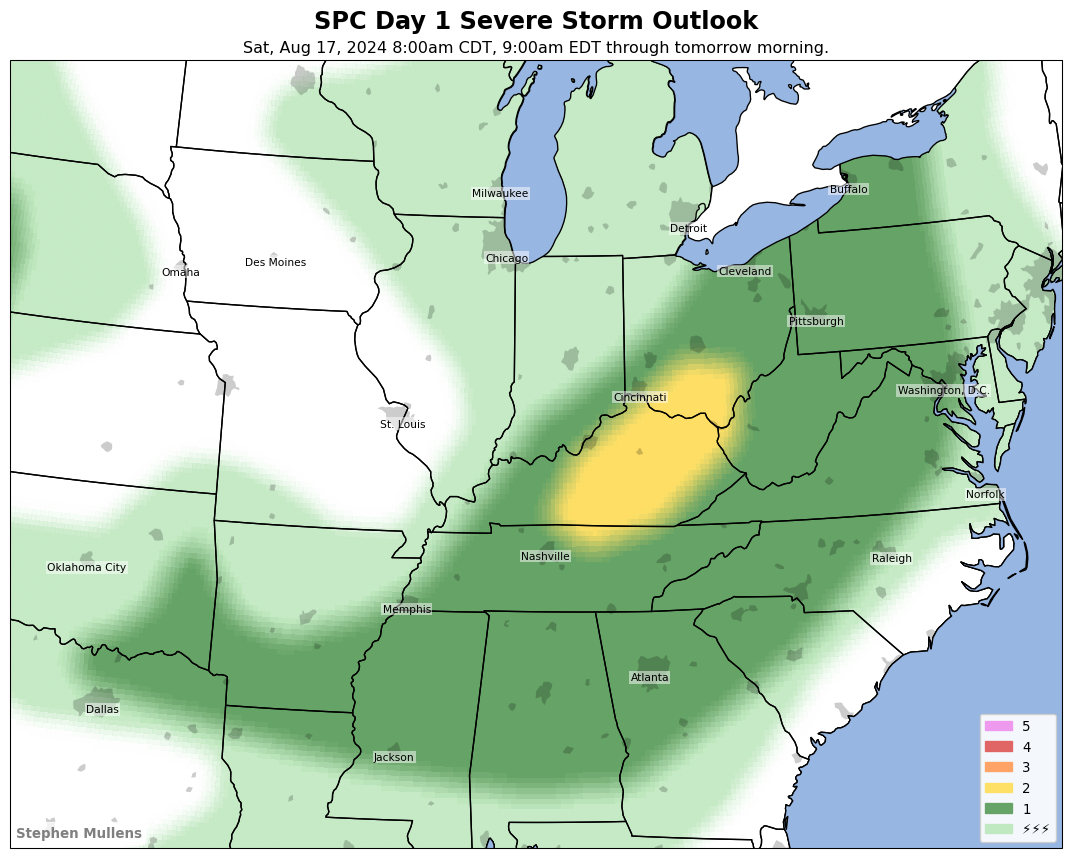 SPC Day 1 Severe Storm Outlook
Sat, Aug 17, 2024 8:00am CDT, 9:00am EDT through tomorrow morning.
Buffalo
Milwaukee
Detroit
Chicago
Des Moines
Omaha
Cleveland
Pittsburgh
Washington, D.C.
Cincinnati
St. Louis
Norfolk
Nashville
Raleigh
Oklahoma City
Memphis
Atlanta
Dallas
Jackson
5
4
3
2
1
⚡⚡⚡
Stephen Mullens